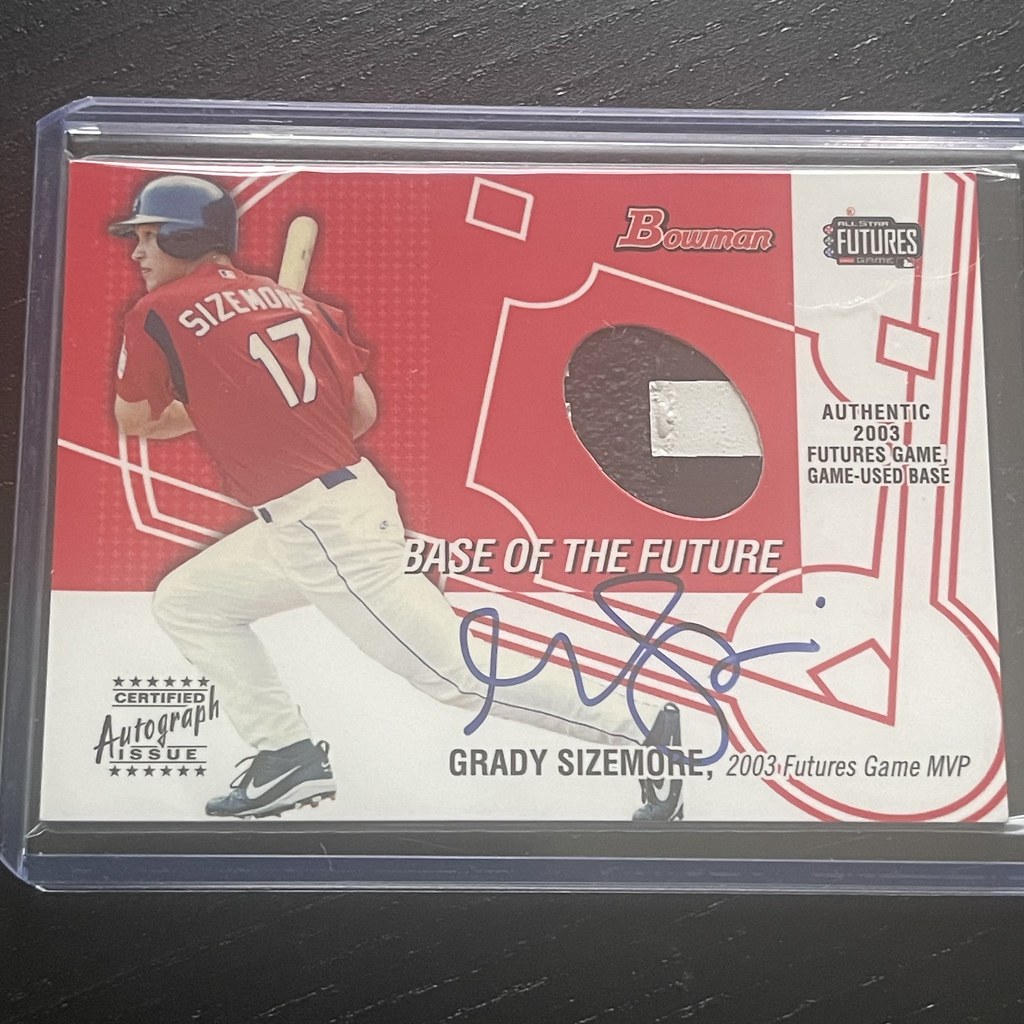 SIZEMORE
17
Bowman
ALL STAR
FUTURES
GAME
AUTHENTIC
2003
FUTURES GAME,
GAME-USED BASE
BASE OF THE FUTURE
CERTIFIED
Autograph
ISSUE
GRADY SIZEMORE, 2003 Futures Game MVP